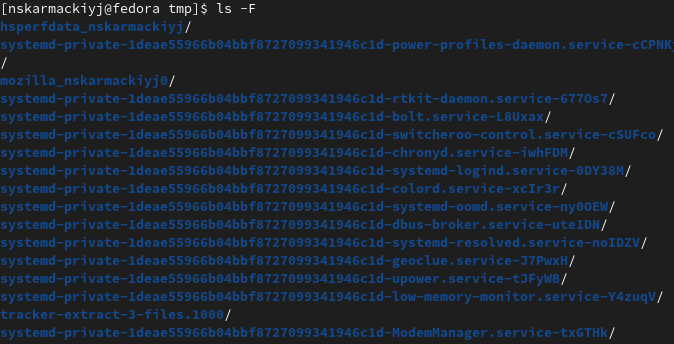 [nskarmackiyj@fedora tmp]$ ls -F
hsperfdata_nskarmackiyj/
systemd-private-1deae55966b04bbf8727099341946c1d-power-profiles-daemon.service-cCPNK
/
mozilla_nskarmackiyj0/
systemd-private-1deae55966b04bbf8727099341946c1d-rtkit-daemon.service-677Os7/
systemd-private-1deae55966b04bbf8727099341946c1d-bolt.service-L8Uxax/
systemd-private-1deae55966b04bbf8727099341946c1d-switcheroo-control.service-cSUFco/
systemd-private-1deae55966b04bbf8727099341946c1d-chronyd.service-iwhFDM/
systemd-private-1deae55966b04bbf8727099341946c1d-systemd-logind.service-0DY38M/
systemd-private-1deae55966b04bbf8727099341946c1d-colord.service-xcIr3r/
systemd-private-1deae55966b04bbf8727099341946c1d-systemd-oomd.service-ny0OEW/
systemd-private-1deae55966b04bbf8727099341946c1d-dbus-broker.service-ute1DN/
systemd-private-1deae55966b04bbf8727099341946c1d-systemd-resolved.service-noIDZV/
systemd-private-1deae55966b04bbf8727099341946c1d-geoclue.service-J7PwxH/
systemd-private-1deae55966b04bbf8727099341946c1d-upower.service-tJFyWB/
systemd-private-1deae55966b04bbf8727099341946c1d-low-memory-monitor.service-Y4zuqV/
tracker-extract-3-files.1000/
systemd-private-1deae55966b04bbf8727099341946c1d-ModemManager.service-txGTHk/